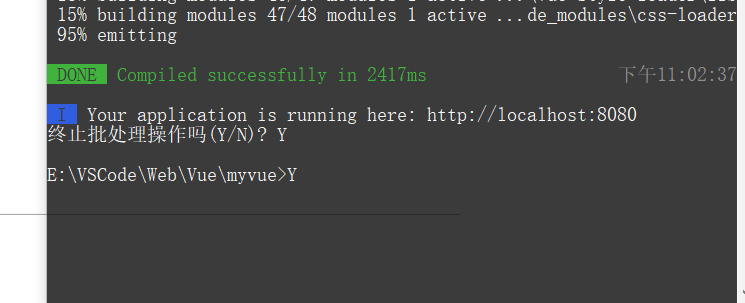 15% building modules 47/48 modules 1 active ...de_modules\css-loader
95% emitting
DONE Compiled successfully in 2417ms 下午11:02:37
I Your application is running here: http://localhost:8080
终止批处理操作吗(Y/N)? Y
E:\VSCode\Web\Vue\myvue>Y